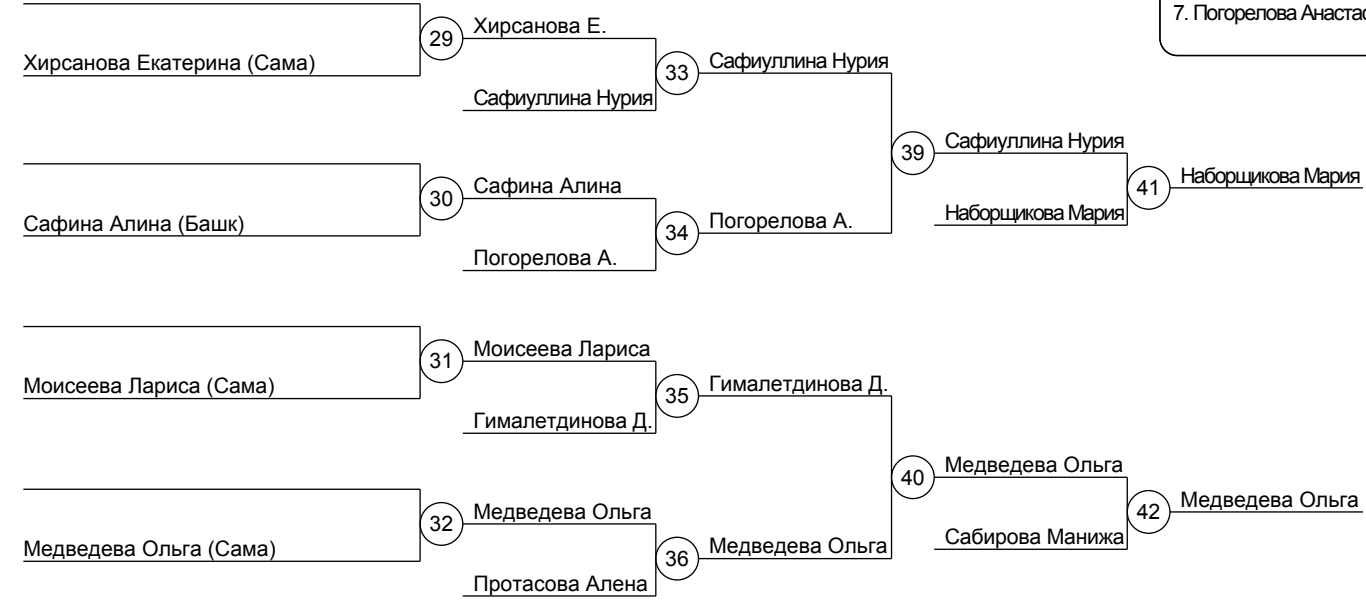 7. Погорелова Анаста
29
Хирсанова Е.
Хирсанова Екатерина (Сама)
33
Сафиуллина Нурия
Сафиуллина Нурия
39
Сафиуллина Нурия
30
Сафина Алина
41
Наборщикова Мария
Сафина Алина (Башк)
34
Погорелова А.
Наборщикова Мария
Погорелова А.
31
Моисеева Лариса
Моисеева Лариса (Сама)
35
Гималетдинова Д.
Гималетдинова Д.
40
Медведева Ольга
32
Медведева Ольга
42
Медведева Ольга
Медведева Ольга (Сама)
36
Медведева Ольга
Сабирова Манижа
Протасова Алена